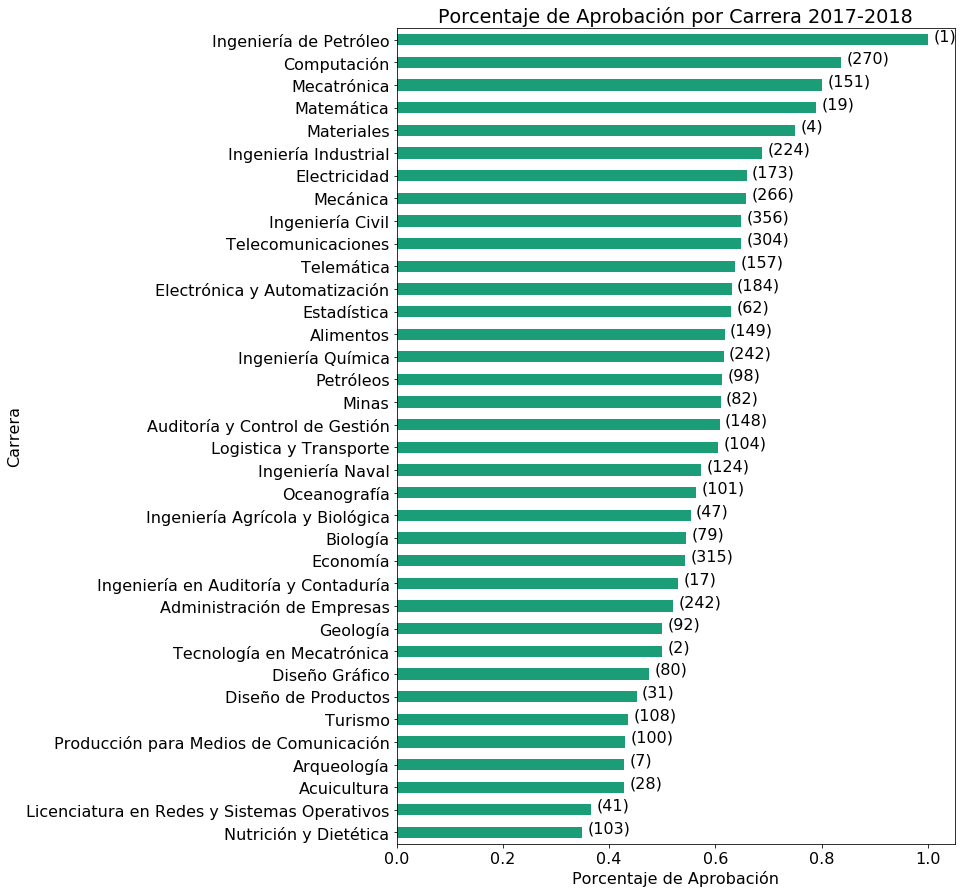 Porcentaje de Aprobación por Carrera 2017-2018
Ingeniería de Petróleo (1)
Computación (270)
Mecatrónica (151)
Matemática (19)
Materiales (4)
Ingeniería Industrial (224)
Electricidad (173)
Mecánica (266)
Ingeniería Civil (356)
Telecomunicaciones (304)
Telemática (157)
Electrónica y Automatización (184)
Estadística (62)
Alimentos (149)
Ingeniería Química (242)
Petróleos (98)
Minas (82)
Auditoría y Control de Gestión (148)
Logistica y Transporte (104)
Ingeniería Naval (124)
Oceanografía (101)
Ingeniería Agrícola y Biológica (47)
Biología (79)
Economía (315)
Ingeniería en Auditoría y Contaduría (17)
Administración de Empresas (242)
Geología (92)
Tecnología en Mecatrónica (2)
Diseño Gráfico (80)
Diseño de Productos (31)
Turismo (108)
Producción para Medios de Comunicación (100)
Arqueología (7)
Acuicultura (28)
Licenciatura en Redes y Sistemas Operativos (41)
Nutrición y Dietética (103)
Carrera
0.0 0.2 0.4 0.6 0.8 1.0
Porcentaje de Aprobación